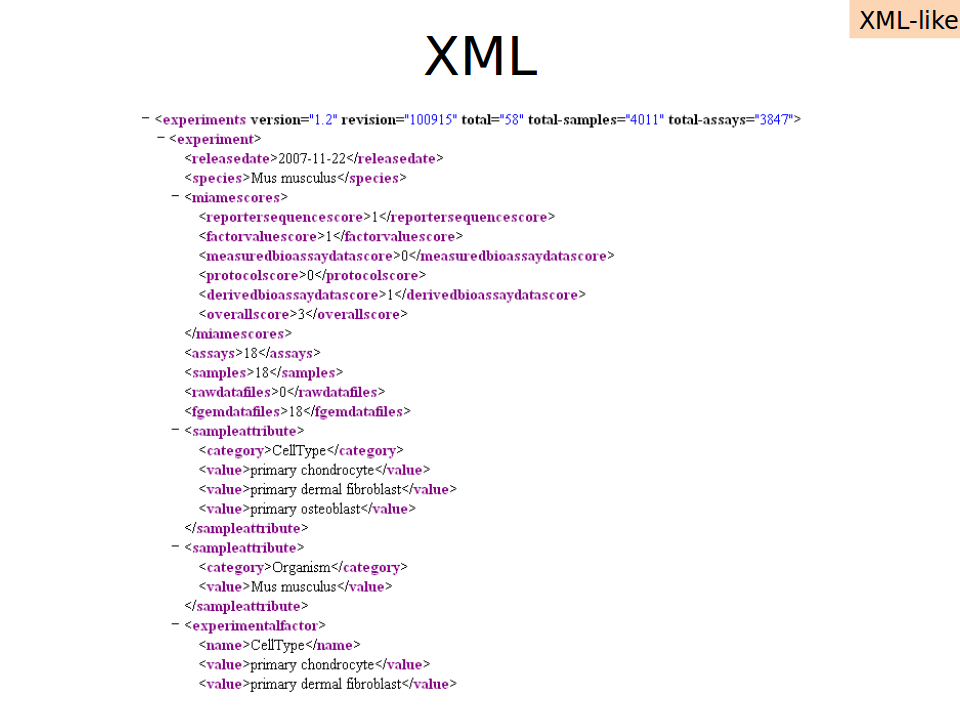 XML-like
XML
− <experiments version="1.2" revision="100915" total="58" total-samples="4011" total-assays="3847">
− <experiment>
<releasedate>2007-11-22</releasedate>
<species>Mus musculus</species>
− <miamescores>
<reportersequencescore>1</reportersequencescore>
<factorvaluescore>1</factorvaluescore>
<measuredbioassaydatascore>0</measuredbioassaydatascore>
<protocolscore>0</protocolscore>
<derivedbioassaydatascore>1</derivedbioassaydatascore>
<overallscore>3</overallscore>
</miamescores>
<assays>18</assays>
<samples>18</samples>
<rawdatafiles>0</rawdatafiles>
<fgemdatafiles>18</fgemdatafiles>
− <sampleattribute>
<category>CellType</category>
<value>primary chondrocyte</value>
<value>primary dermal fibroblast</value>
<value>primary osteoblast</value>
</sampleattribute>
− <sampleattribute>
<category>Organism</category>
<value>Mus musculus</value>
</sampleattribute>
− <experimentalfactor>
<name>CellType</name>
<value>primary chondrocyte</value>
<value>primary dermal fibroblast</value>